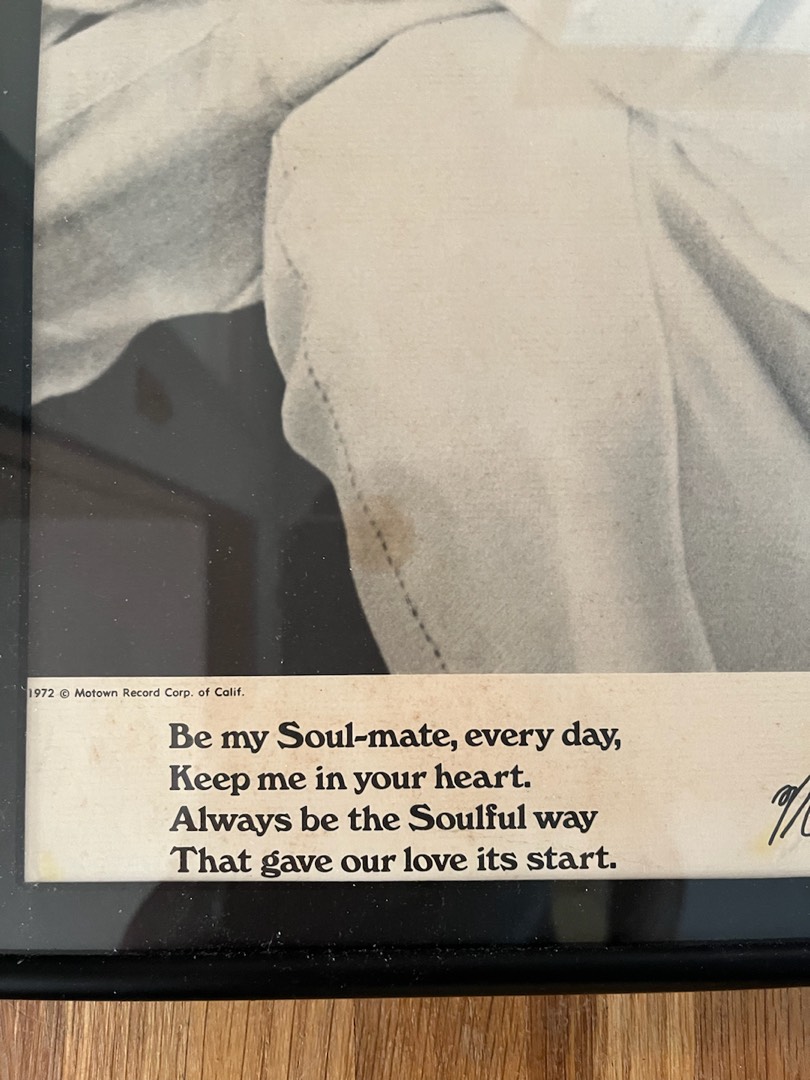 1972 © Motown Record Corp. of Calif.
Be my Soul-mate, every day,
Keep me in your heart.
Always be the Soulful way
That gave our love its start.